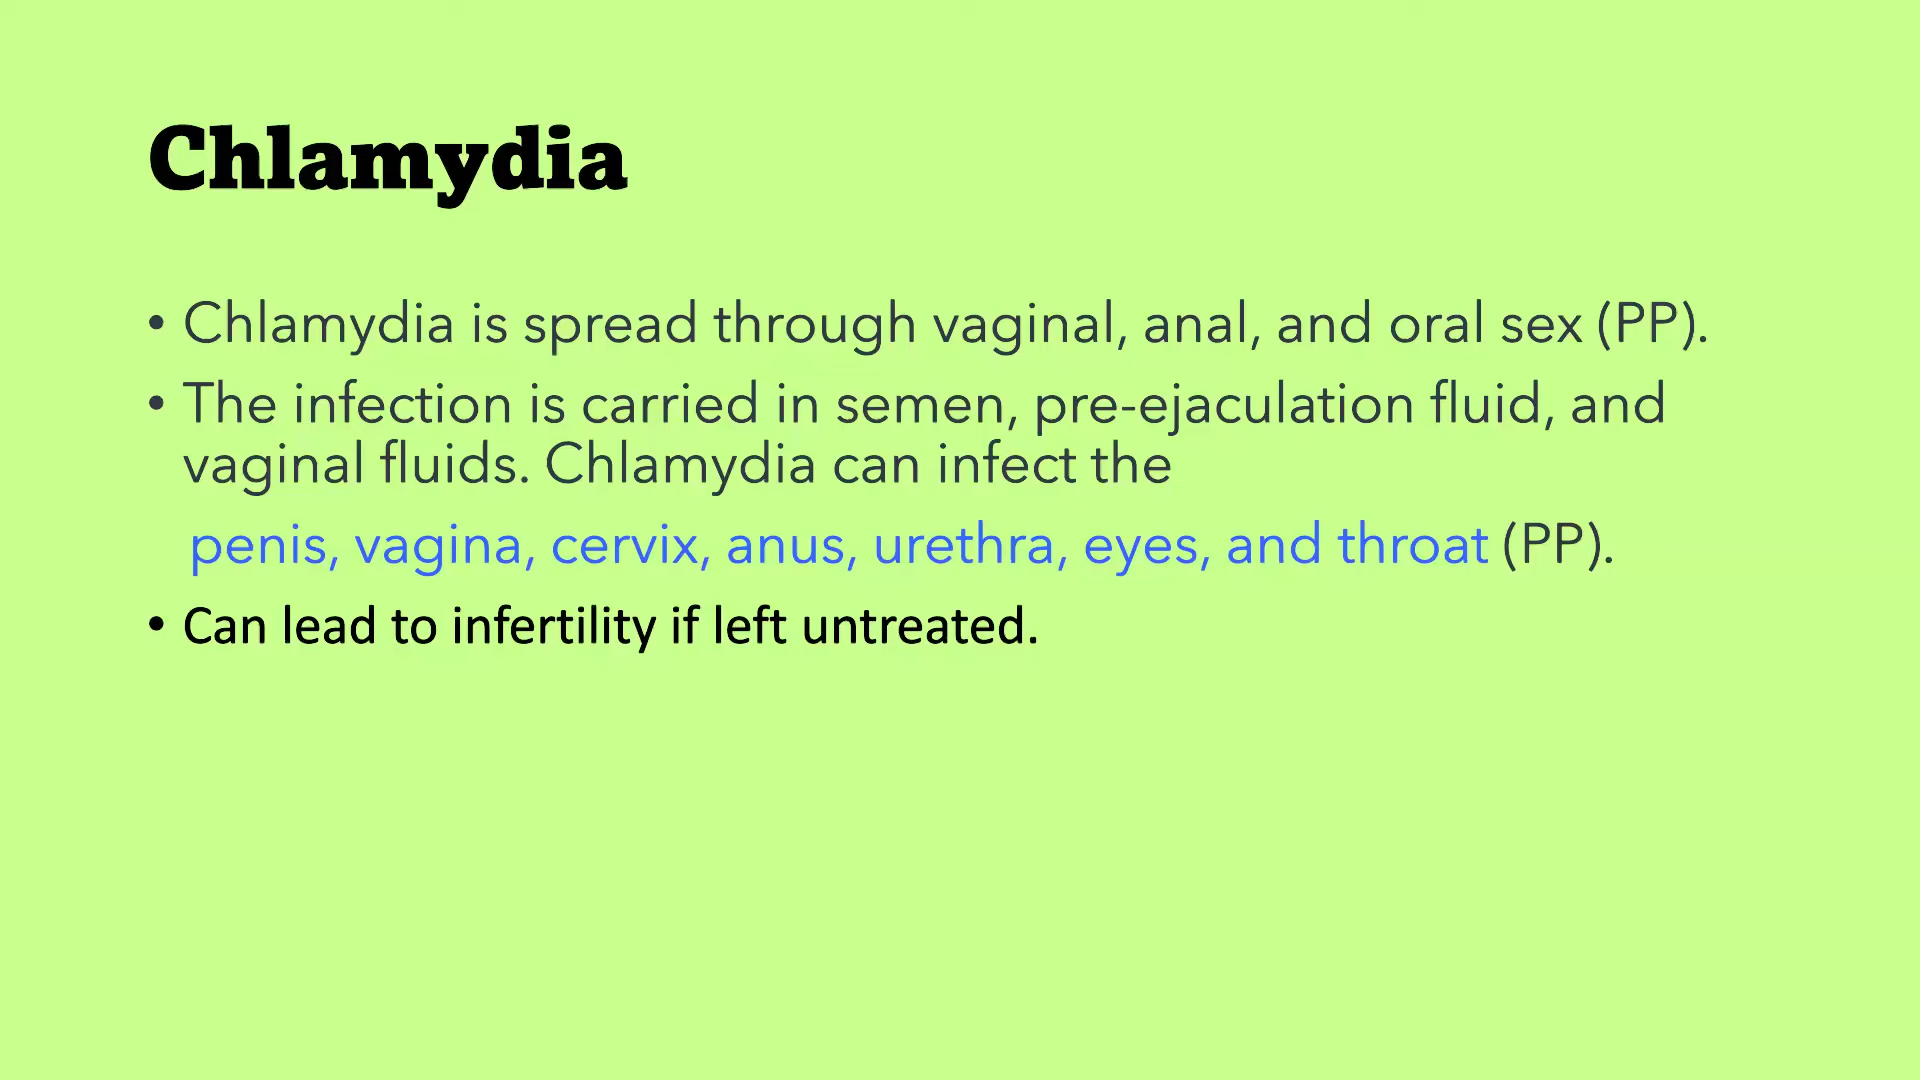 Chlamydia
• Chlamydia is spread through vaginal, anal, and oral sex (PP).
• The infection is carried in semen, pre-ejaculation fluid, and
vaginal fluids. Chlamydia can infect the
penis, vagina, cervix, anus, urethra, eyes, and throat (PP).
• Can lead to infertility if left untreated.